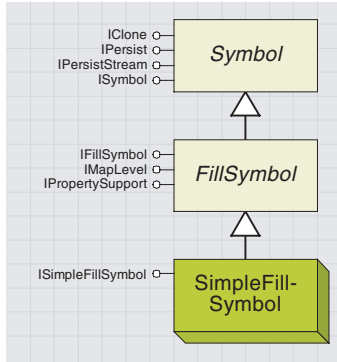 IClone
IPersist
IPersistStream
ISymbol
Symbol
IFillSymbol
IMapLevel
IPropertySupport
FillSymbol
ISimpleFillSymbol
SimpleFill-
Symbol